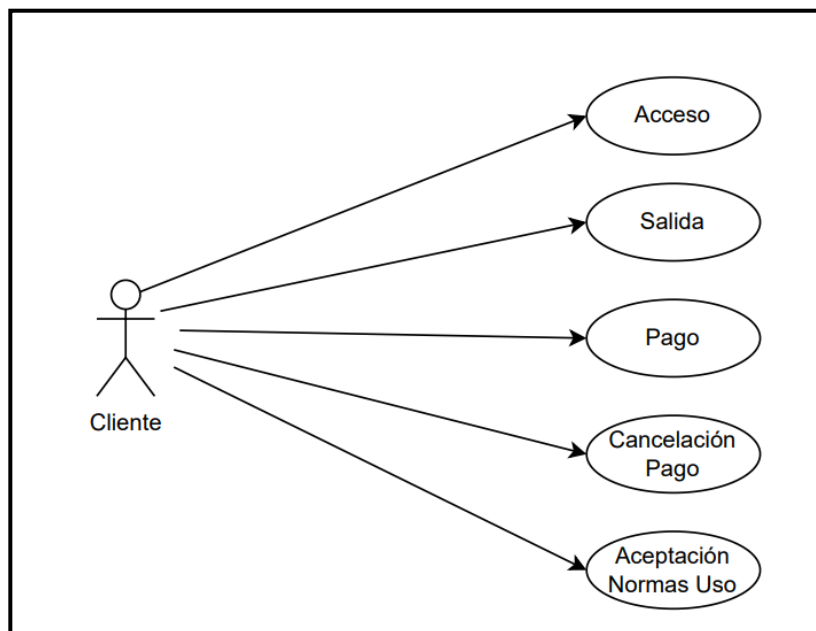 Acceso
Salida
Pago
Cliente
Cancelación
Pago
Aceptación
Normas Uso